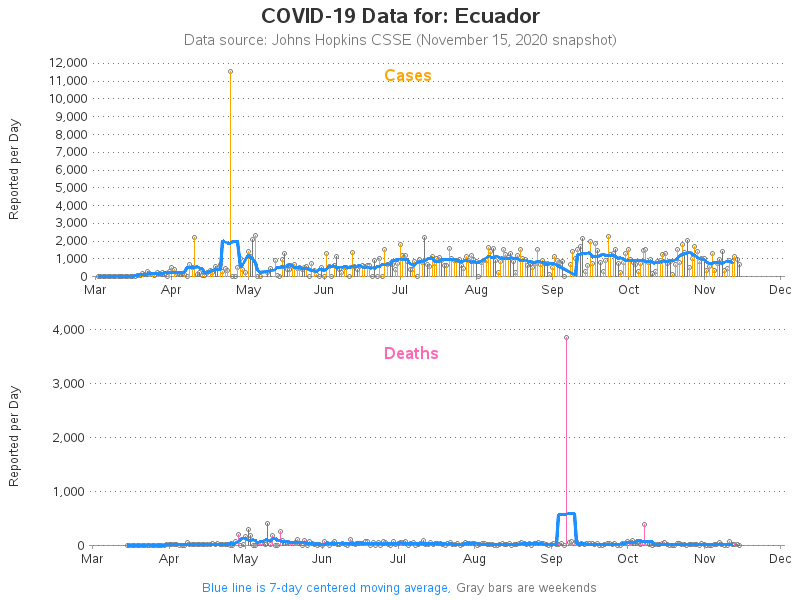 COVID-19 Data for: Ecuador
Data source: Johns Hopkins CSSE (November 15, 2020 snapshot)
Cases
Reported per Day
12,000
11,000
10,000
9,000
8,000
7,000
6,000
5,000
4,000
3,000
2,000
1,000
0
Mar Apr May Jun Jul Aug Sep Oct Nov Dec
Deaths
Reported per Day
4,000
3,000
2,000
1,000
0
Mar Apr May Jun Jul Aug Sep Oct Nov Dec
Blue line is 7-day centered moving average, Gray bars are weekends